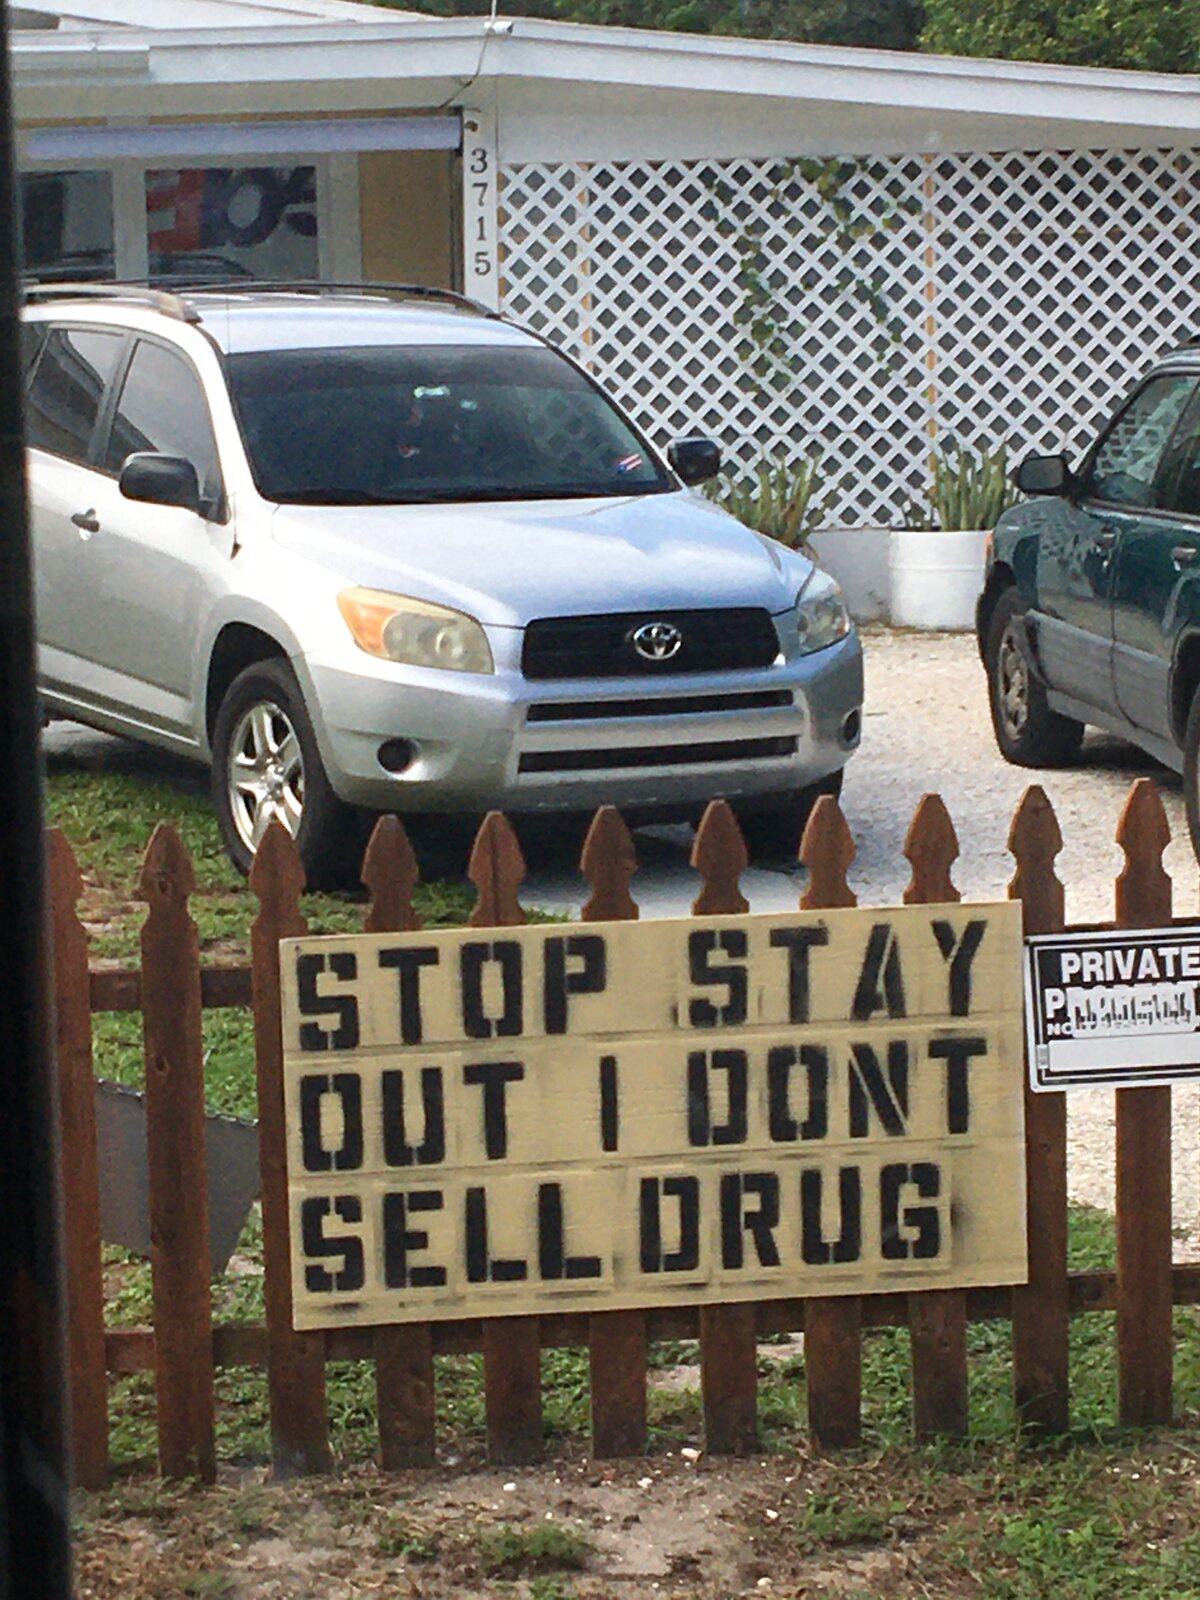 3715
STOP STAY
OUT I DONT
SELL DRUG
PRIVATE